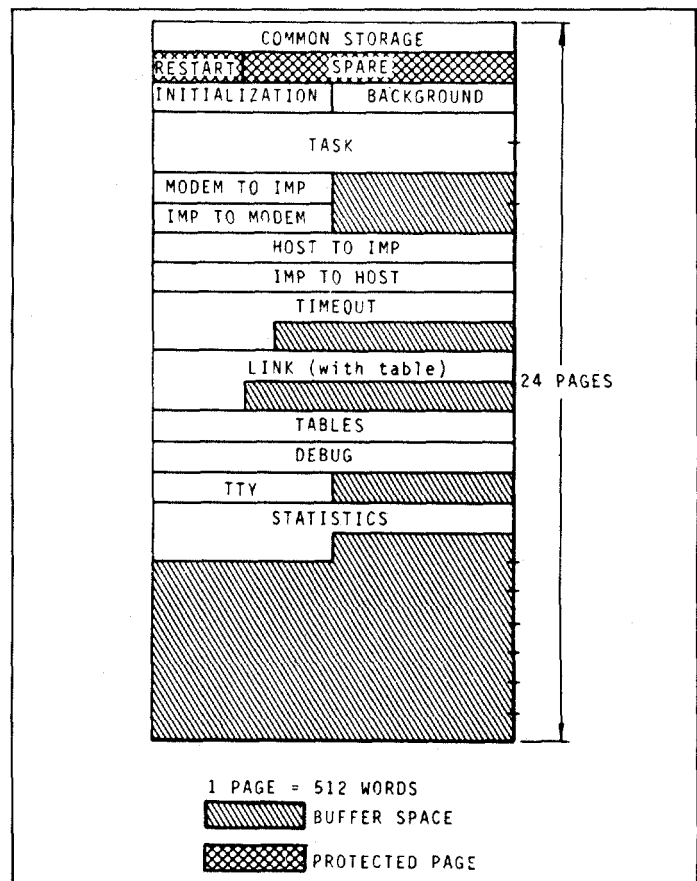 COMMON STORAGE
RESTART SPARE
INITIALIZATION BACKGROUND
TASK
MODEM TO IMP
IMP TO MODEM
HOST TO IMP
IMP TO HOST
TIMEOUT
LINK (with table)
24 PAGES
TABLES
DEBUG
TTY
STATISTICS
1 PAGE = 512 WORDS
BUFFER SPACE
PROTECTED PAGE